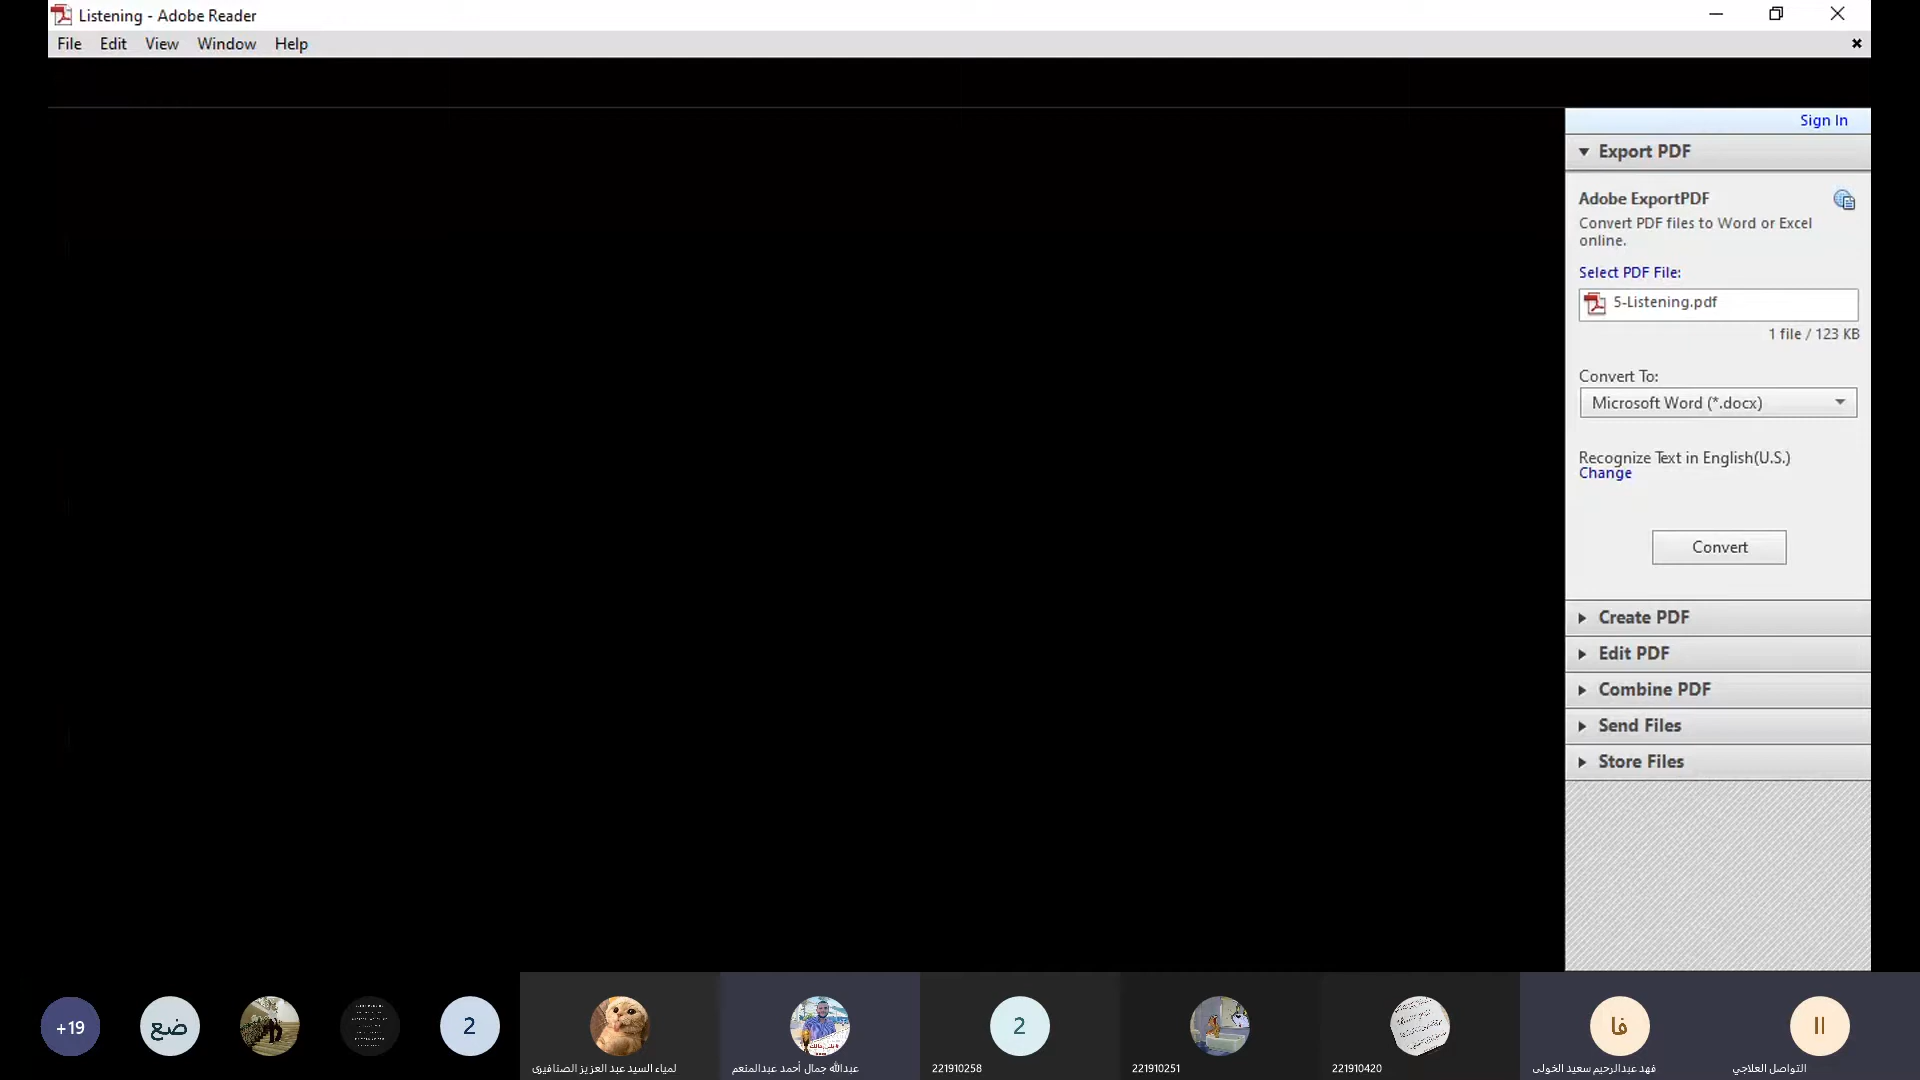 Listening - Adobe Reader
File Edit View Window Help
Sign In
Export PDF
Adobe ExportPDF
Convert PDF files to Word or Excel
online.
Select PDF File:
5-Listening.pdf
1 file / 123 KB
Convert To:
Microsoft Word (*.docx)
Recognize Text in English(U.S.)
Change
Convert
Create PDF
Edit PDF
Combine PDF
Send Files
Store Files
+19
ضع
2
2
فا
اا
لمياء السيد عبد العزيز الصنافيرى
عبدالله جمال أحمد عبدالمنعم
221910258
221910251
221910420
فهد عبدالرحيم سعيد الخولى
التواصل العلاجي